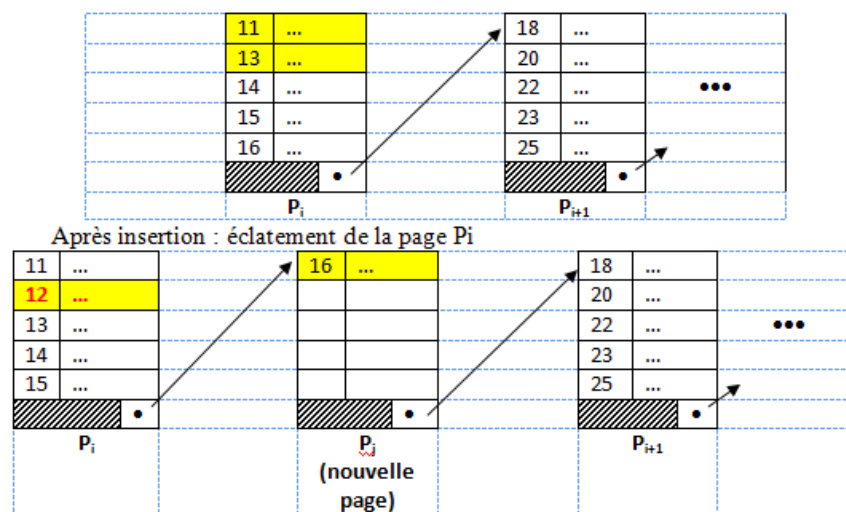 11 ... 18 ...
13 ... 20 ...
14 ... 22 ... •••
15 ... 23 ...
16 ... 25 ...
• •
Pi Pi+1
Après insertion : éclatement de la page Pi
11 ... 16 ... 18 ...
12 ... 20 ...
13 ... 22 ... •••
14 ... 23 ...
15 ... 25 ...
• • •
Pi Pj Pi+1
(nouvelle
page)